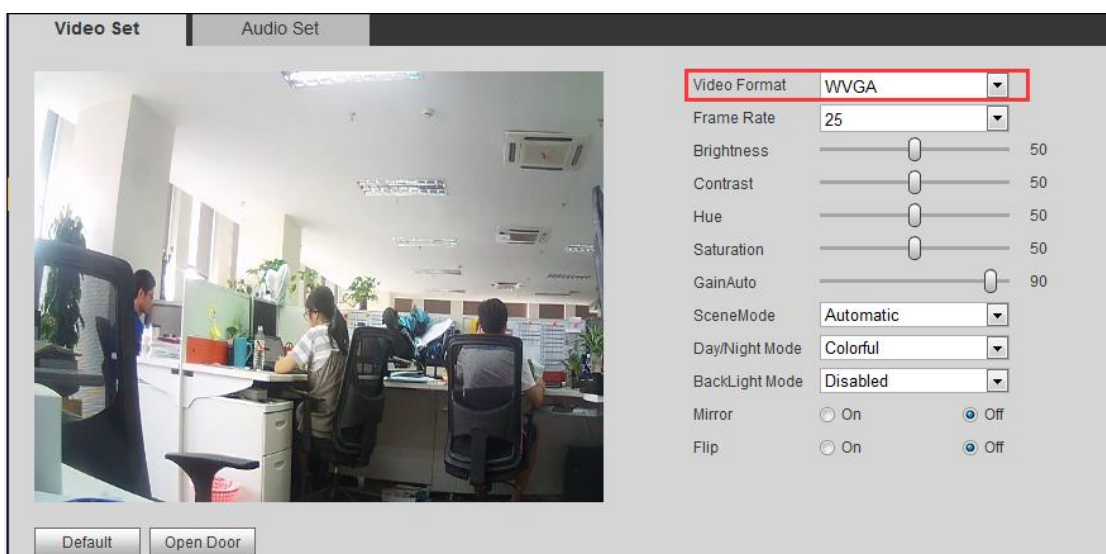 Video Set
Audio Set
Video Format WVGA
Frame Rate 25
Brightness 50
Contrast 50
Hue 50
Saturation 50
GainAuto 90
SceneMode Automatic
Day/Night Mode Colorful
BackLight Mode Disabled
Mirror On Off
Flip On Off
Default
Open Door